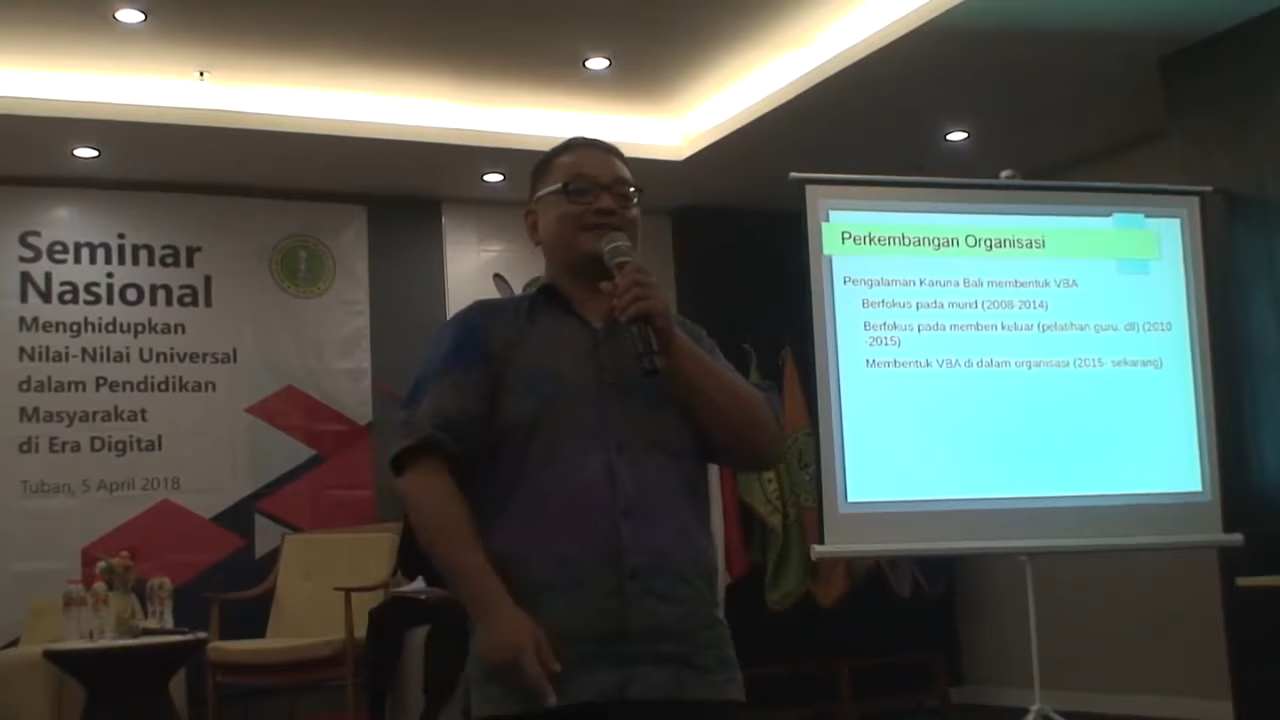 Seminar
Nasional
Menghidupkan
Nilai-Nilai Universal
dalam Pendidikan
Masyarakat
di Era Digital
Tuban, 5 April 2018
Perkembangan Organisasi
Pengalaman Karuna Bali membentuk VBA
Berfokus pada murid (2008-2014)
Berfokus pada memberi keluar (pelatihan guru, dll) (2010
-2015)
Membentuk VBA di dalam organisasi (2015- sekarang)